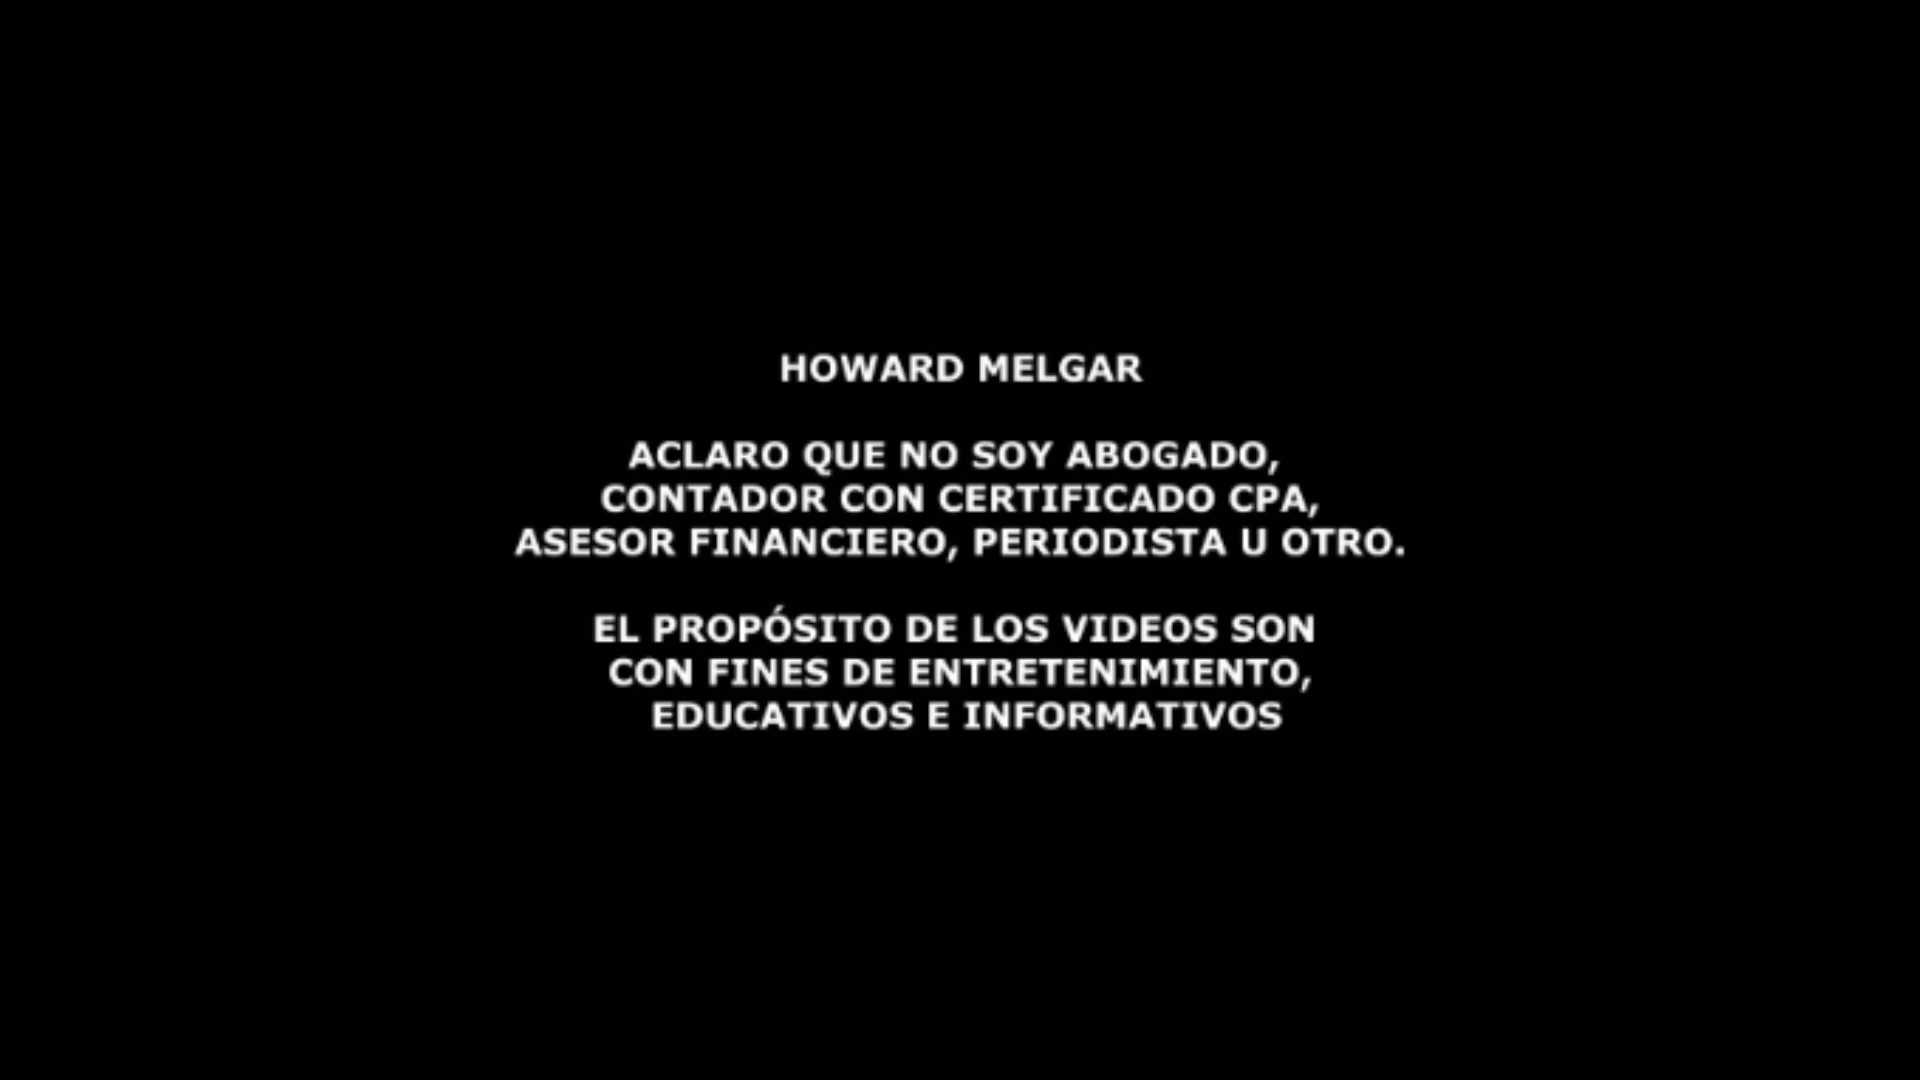 HOWARD MELGAR
ACLARO QUE NO SOY ABOGADO,
CONTADOR CON CERTIFICADO CPA,
ASESOR FINANCIERO, PERIODISTA U OTRO.
EL PROPÓSITO DE LOS VIDEOS SON
CON FINES DE ENTRETENIMIENTO,
EDUCATIVOS E INFORMATIVOS